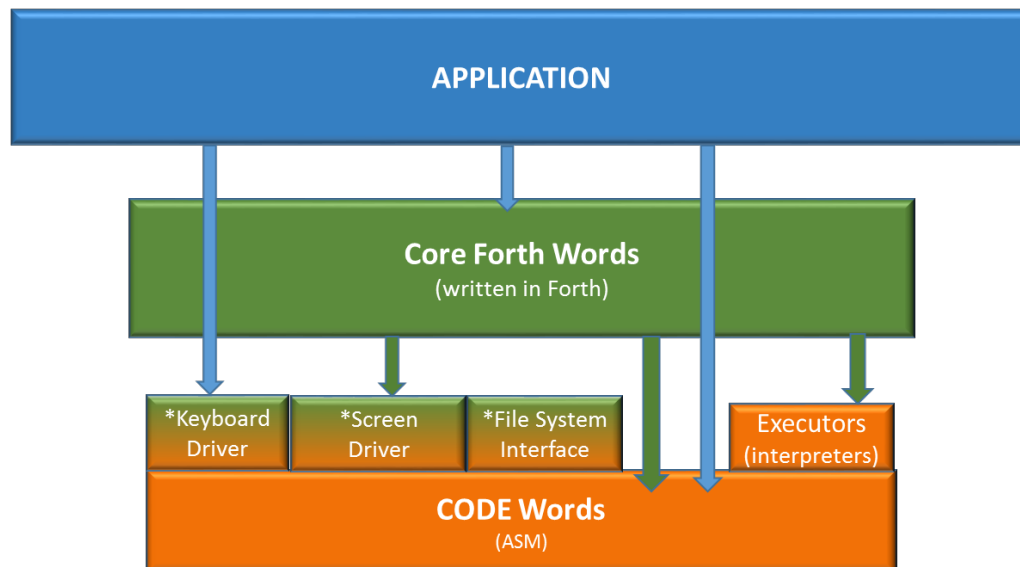 APPLICATION
Core Forth Words
(written in Forth)
*Keyboard
Driver
*Screen
Driver
*File System
Interface
Executors
(interpreters)
CODE Words
(ASM)